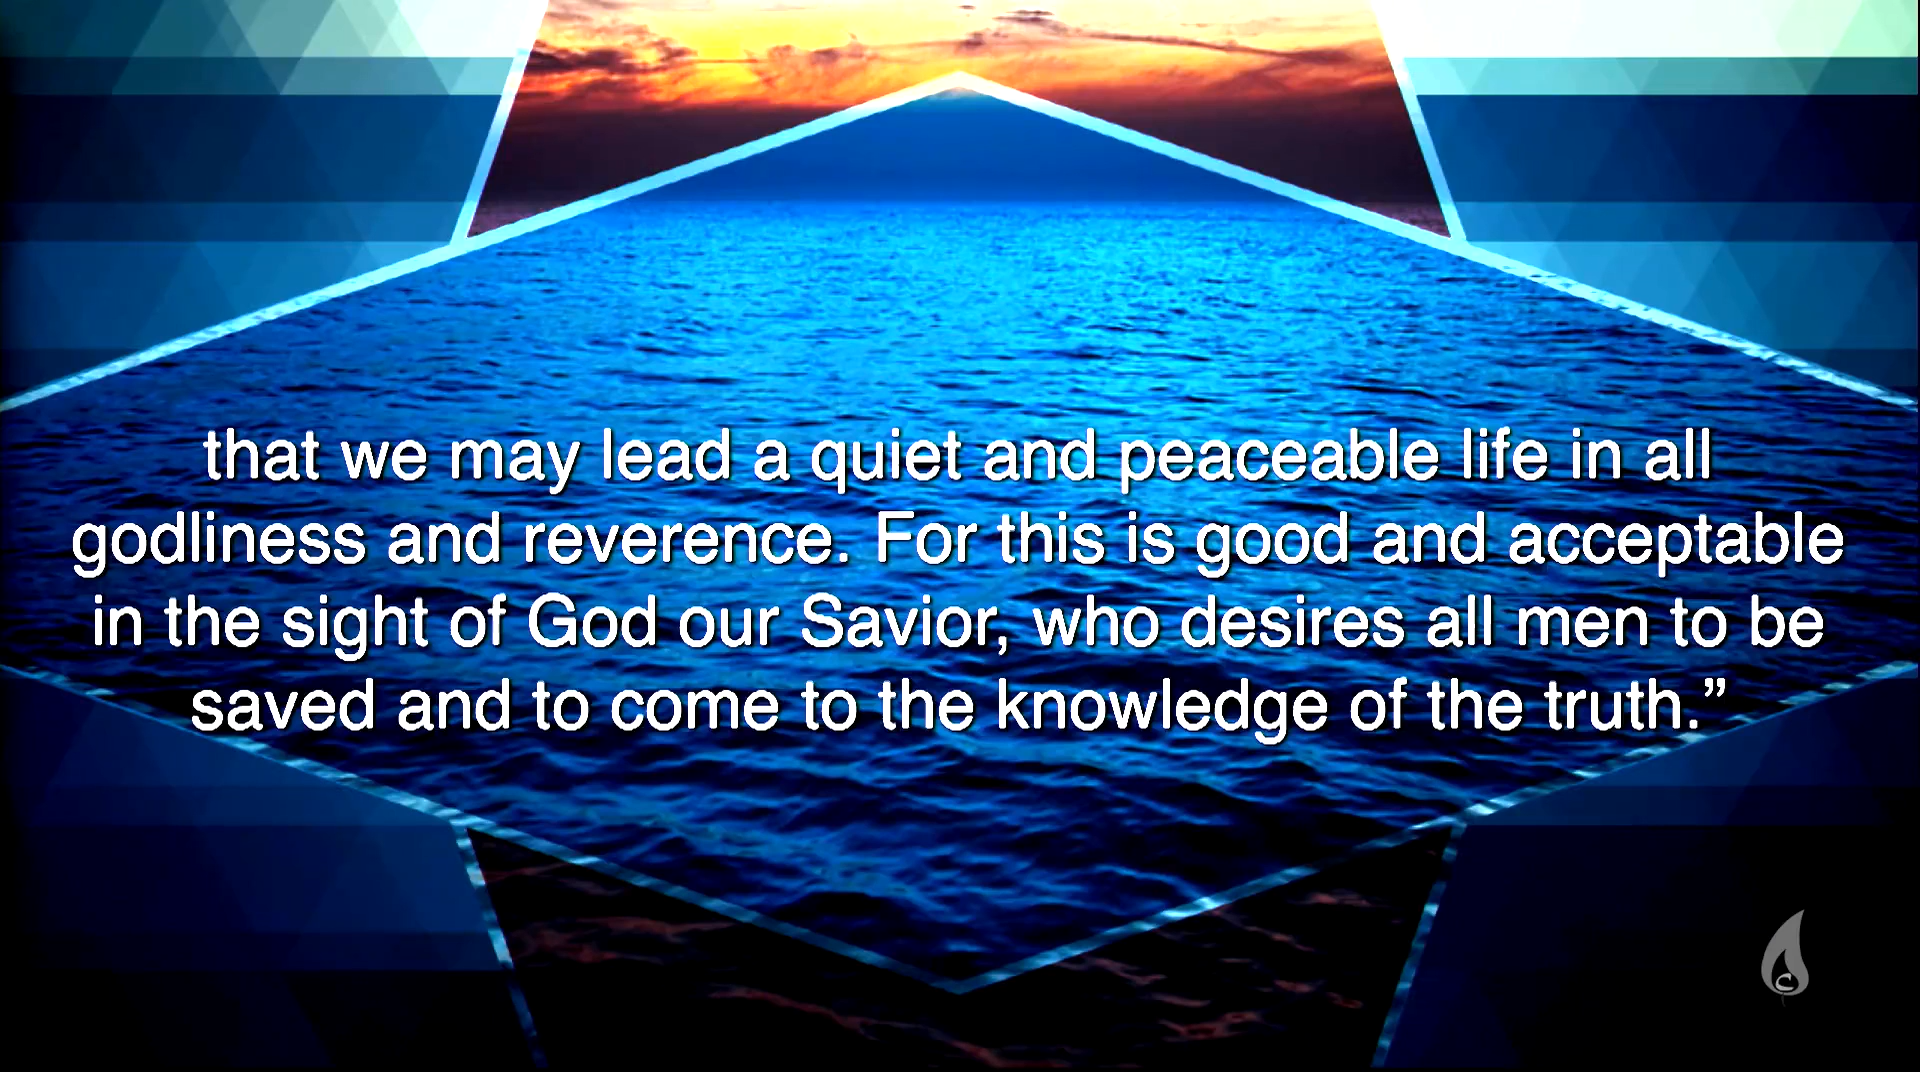 that we may lead a quiet and peaceable life in all
godliness and reverence. For this is good and acceptable
in the sight of God our Savior, who desires all men to be
saved and to come to the knowledge of the truth.”
C